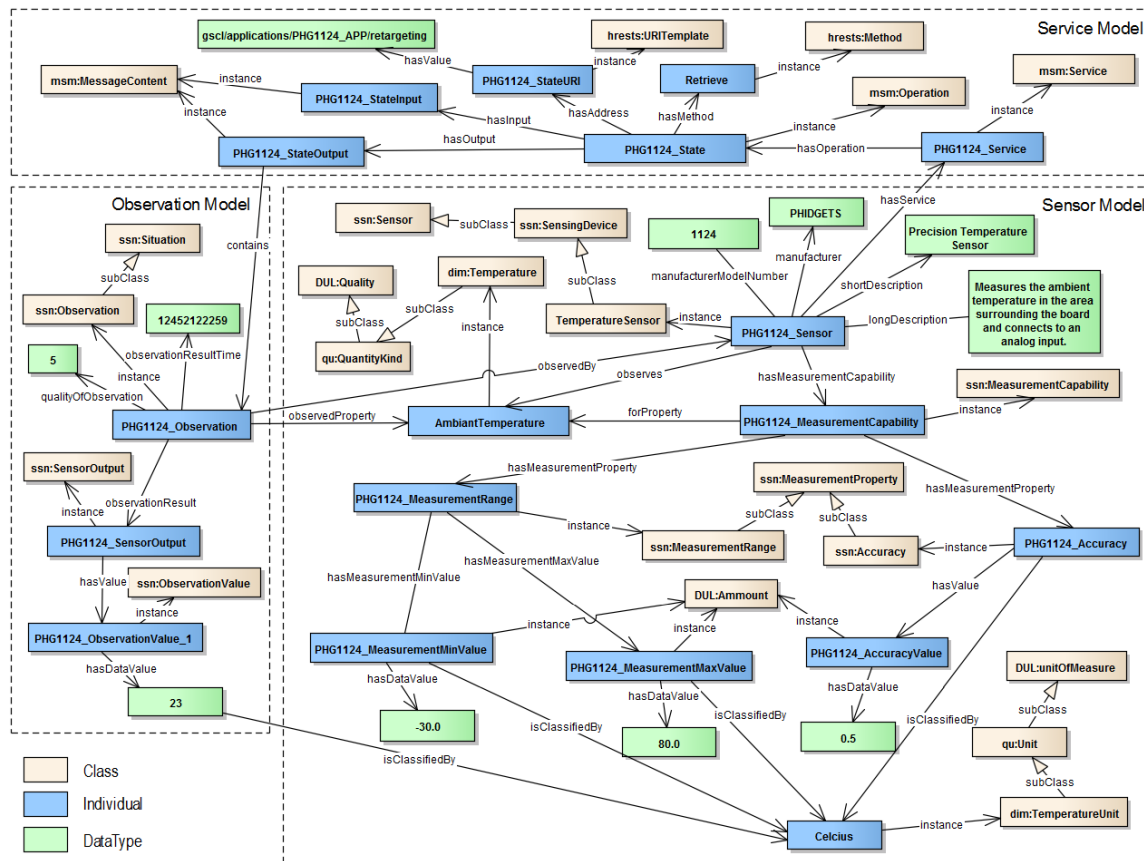 Service Model
gscl/applications/PHG1124_APP/retargeting
hrests:URITemplate
hrests:Method
hasValue
instance
msm:MessageContent
instance
PHG1124_StateURI
Retrieve
instance
msm:Service
PHG1124_StateInput
msm:Operation
instance
hasInput
hasAddress
hasMethod
instance
instance
hasOutput
PHG1124_StateOutput
PHG1124_State
hasOperation
PHG1124_Service
Observation Model
Sensor Model
ssn:Situation
contains
hasService
ssn:Sensor
subClass
ssn:SensingDevice
1124
PHIDGETS
Precision Temperature
Sensor
subClass
manufacturer
DUL:Quality
dim:Temperature
subClass
manufacturerModelNumber
shortDescription
Measures the ambient
temperature in the area
surrounding the board
and connects to an
analog input.
ssn:Observation
12452122259
subClass
subClass
instance
TemperatureSensor
instance
PHG1124_Sensor
longDescription
observationResultTime
qu:QuantityKind
5
instance
qualityOfObservation
observedBy
observes
hasMeasurementCapability
ssn:MeasurementCapability
PHG1124_Observation
observedProperty
AmbiantTemperature
forProperty
PHG1124_MeasurementCapability
instance
ssn:SensorOutput
hasMeasurementProperty
ssn:MeasurementProperty
hasMeasurementProperty
observationResult
instance
PHG1124_MeasurementRange
subClass
subClass
instance
PHG1124_SensorOutput
ssn:MeasurementRange
ssn:Accuracy
instance
PHG1124_Accuracy
hasMeasurementMaxValue
hasMeasurementMinValue
hasValue
ssn:ObservationValue
hasValue
DUL:Ammount
instance
instance
instance
instance
PHG1124_ObservationValue_1
PHG1124_MeasurementMinValue
PHG1124_MeasurementMaxValue
PHG1124_AccuracyValue
DUL:unitOfMeasure
hasDataValue
hasDataValue
hasDataValue
hasDataValue
23
subClass
-30.0
isClassifiedBy
isClassifiedBy
isClassifiedBy
80.0
0.5
qu:Unit
isClassifiedBy
subClass
Class
Individual
DataType
Celcius
instance
dim:TemperatureUnit